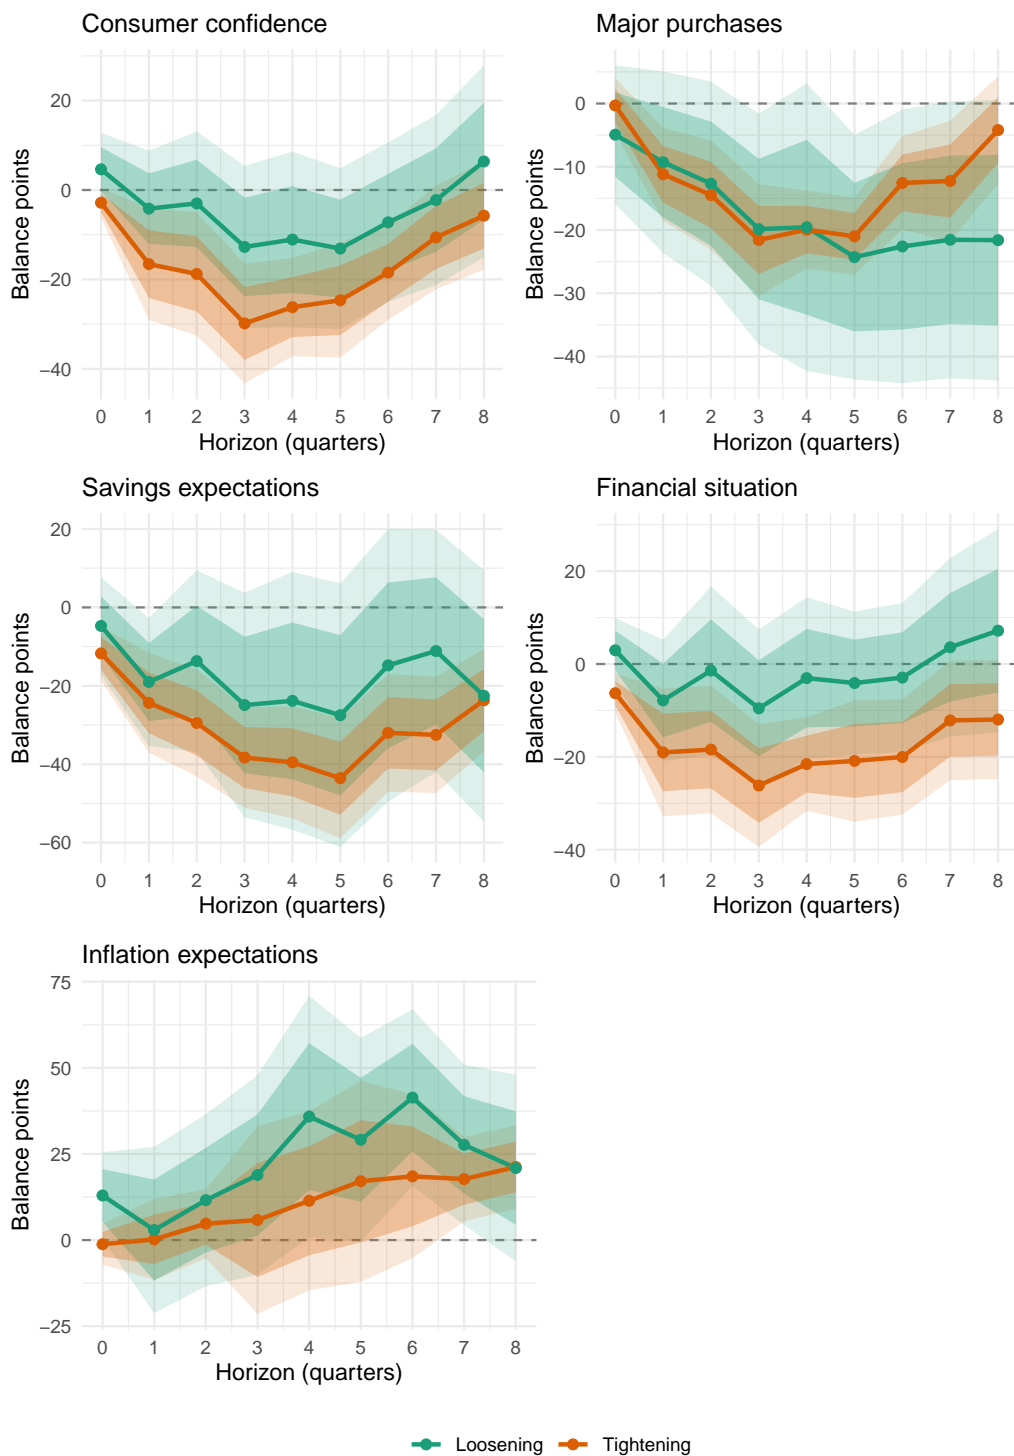 Consumer confidence
Major purchases
20
0
−20
−40
Balance points
0 1 2 3 4 5 6 7 8
Horizon (quarters)
0
−10
−20
−30
−40
Balance points
0 1 2 3 4 5 6 7 8
Horizon (quarters)
Savings expectations
Financial situation
20
0
−20
−40
−60
Balance points
0 1 2 3 4 5 6 7 8
Horizon (quarters)
20
0
−20
−40
Balance points
0 1 2 3 4 5 6 7 8
Horizon (quarters)
Inflation expectations
75
50
25
0
−25
Balance points
0 1 2 3 4 5 6 7 8
Horizon (quarters)
Loosening Tightening